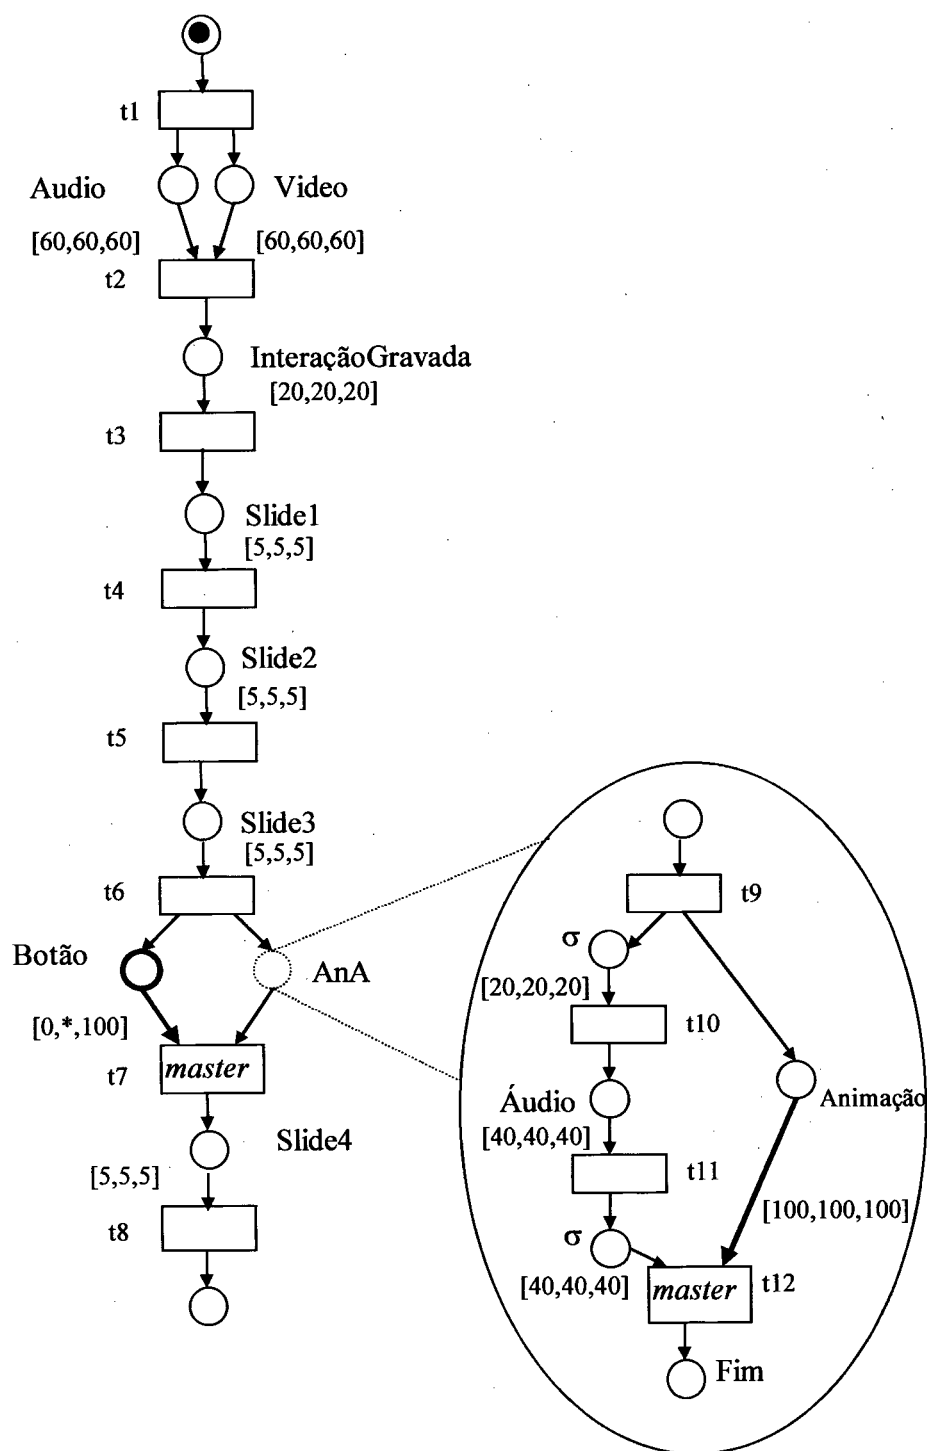 t1
Audio
Video
[60,60,60]
[60,60,60]
t2
InteraçãoGravada
[20,20,20]
t3
Slide1
[5,5,5]
t4
Slide2
[5,5,5]
t5
Slide3
[5,5,5]
t6
Botão
AnA
[0,*,100]
t7
master
Slide4
[5,5,5]
t8
t9
σ
[20,20,20]
t10
Áudio
Animação
[40,40,40]
t11
[100,100,100]
σ
[40,40,40]
master
t12
Fim